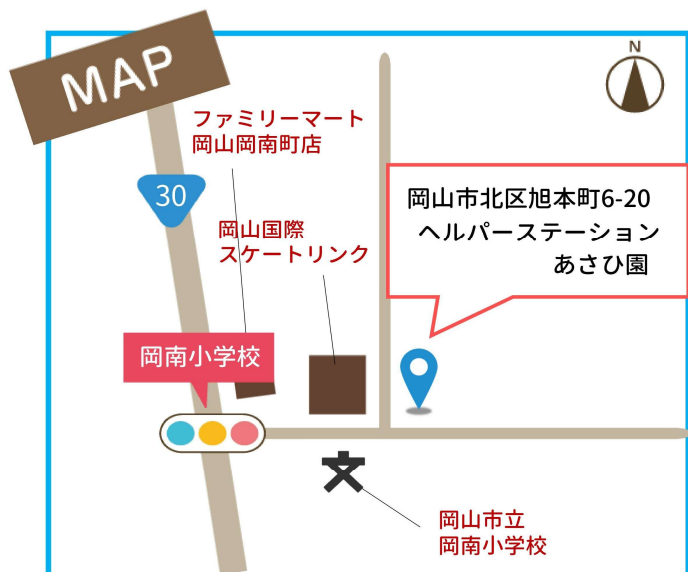 MAP
N
ファミリーマート
岡山岡南町店
30
岡山国際
スケートリンク
岡山市北区旭本町6-20
ヘルパーステーション
あさひ園
岡南小学校
岡山市立
岡南小学校